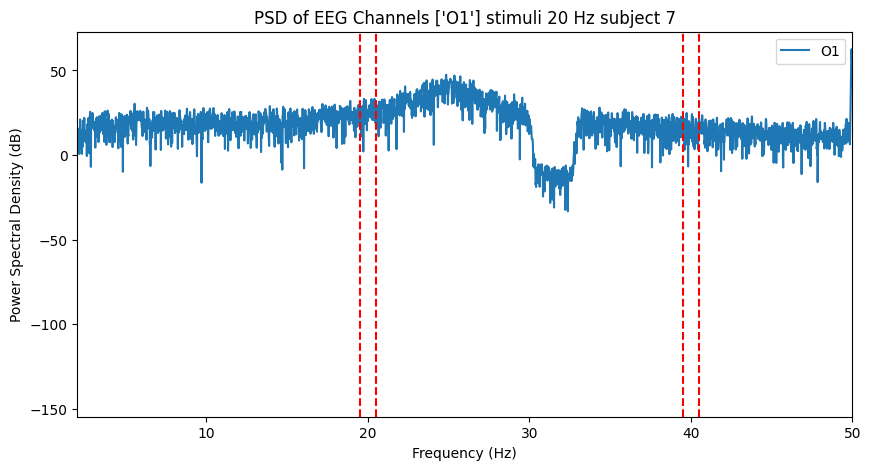 PSD of EEG Channels ['O1'] stimuli 20 Hz subject 7
O1
Power Spectral Density (dB)
50
0
−50
−100
−150
10
20
30
40
50
Frequency (Hz)